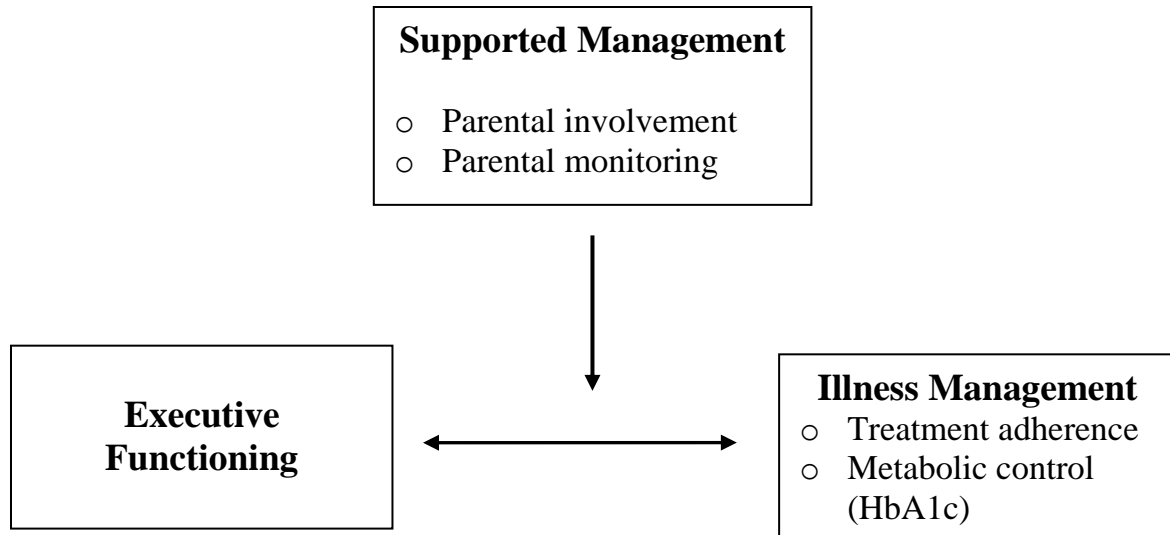 Supported Management
o Parental involvement
o Parental monitoring
Executive
Functioning
Illness Management
o Treatment adherence
o Metabolic control
(HbA1c)